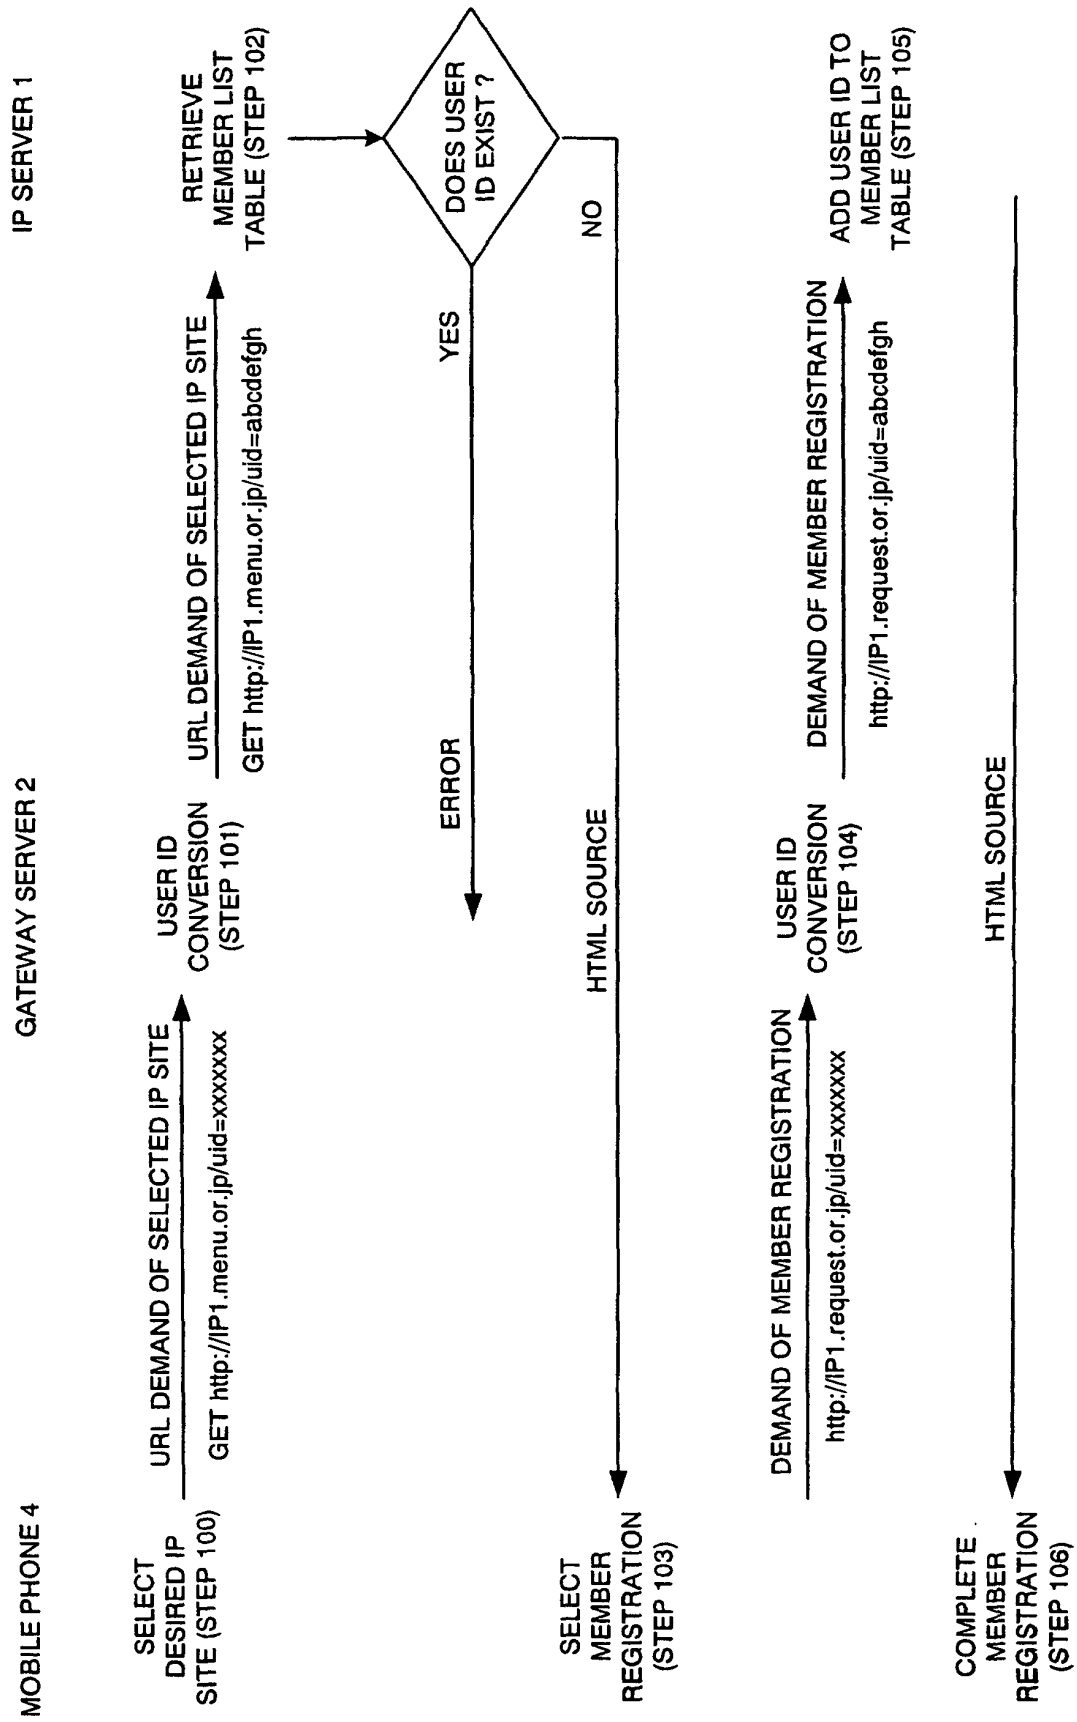 MOBILE PHONE 4
GATEWAY SERVER 2
IP SERVER 1
SELECT
DESIRED IP
SITE (STEP 100)
URL DEMAND OF SELECTED IP SITE
GET http://IP1.menu.or.jp/uid=xxxxxxx
USER ID
CONVERSION
(STEP 101)
URL DEMAND OF SELECTED IP SITE
GET http://IP1.menu.or.jp/uid=abcdefgh
RETRIEVE
MEMBER LIST
TABLE (STEP 102)
DOES USER
ID EXIST ?
YES
ERROR
NO
HTML SOURCE
SELECT
MEMBER
REGISTRATION
(STEP 103)
DEMAND OF MEMBER REGISTRATION
http://IP1.request.or.jp/uid=xxxxxxx
USER ID
CONVERSION
(STEP 104)
DEMAND OF MEMBER REGISTRATION
http://IP1.request.or.jp/uid=abcdefgh
ADD USER ID TO
MEMBER LIST
TABLE (STEP 105)
HTML SOURCE
COMPLETE
MEMBER
REGISTRATION
(STEP 106)